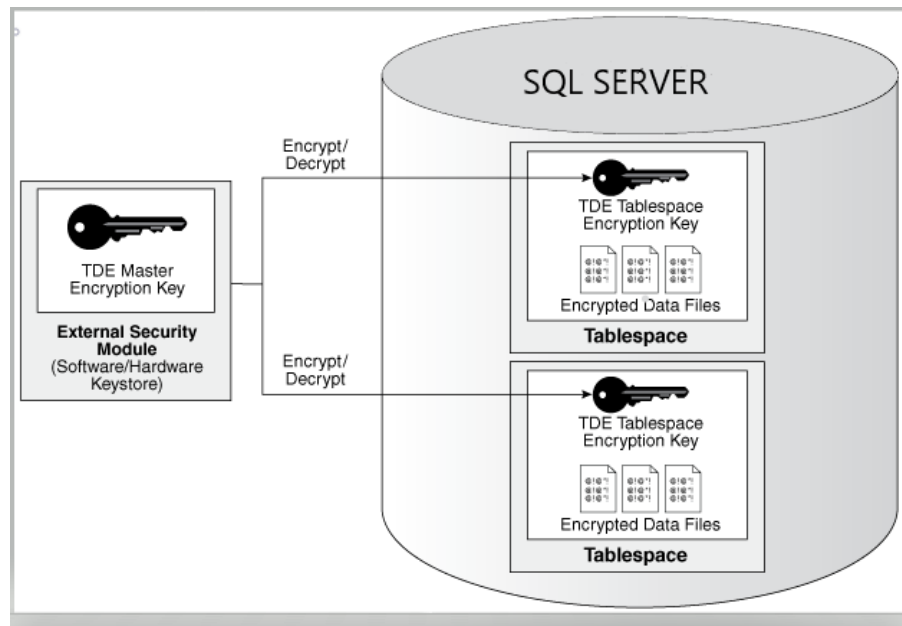 SQL SERVER
Encrypt/
Decrypt
TDE Master
Encryption Key
External Security
Module
(Software/Hardware
Keystore)
TDE Tablespace
Encryption Key
Encrypted Data Files
Tablespace
Encrypt/
Decrypt
TDE Tablespace
Encryption Key
Encrypted Data Files
Tablespace